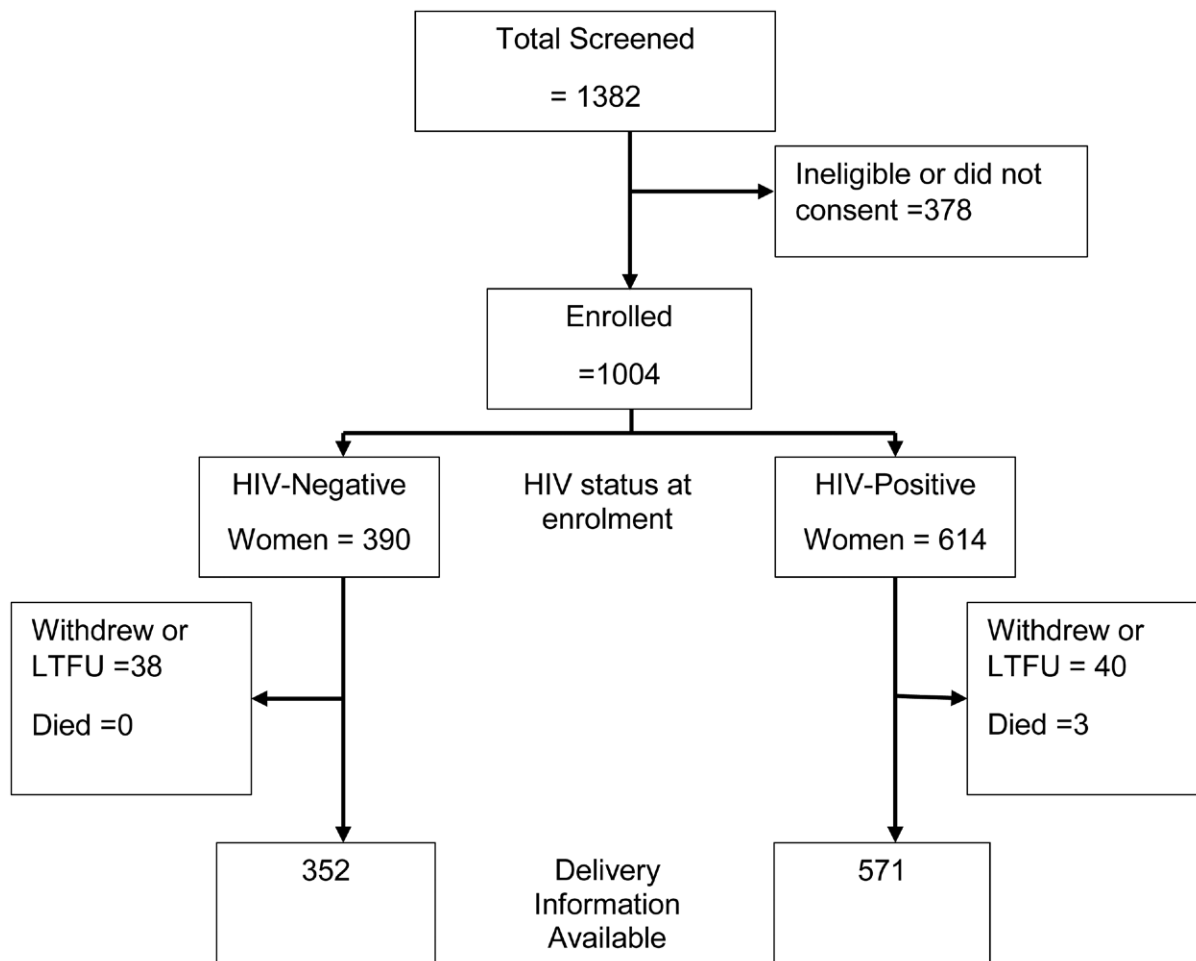 Total Screened
= 1382
Ineligible or did not
consent =378
Enrolled
=1004
HIV-Negative
Women = 390
HIV status at
enrolment
HIV-Positive
Women = 614
Withdrew or
LTFU =38
Died =0
Withdrew or
LTFU = 40
Died =3
352
Delivery
Information
Available
571